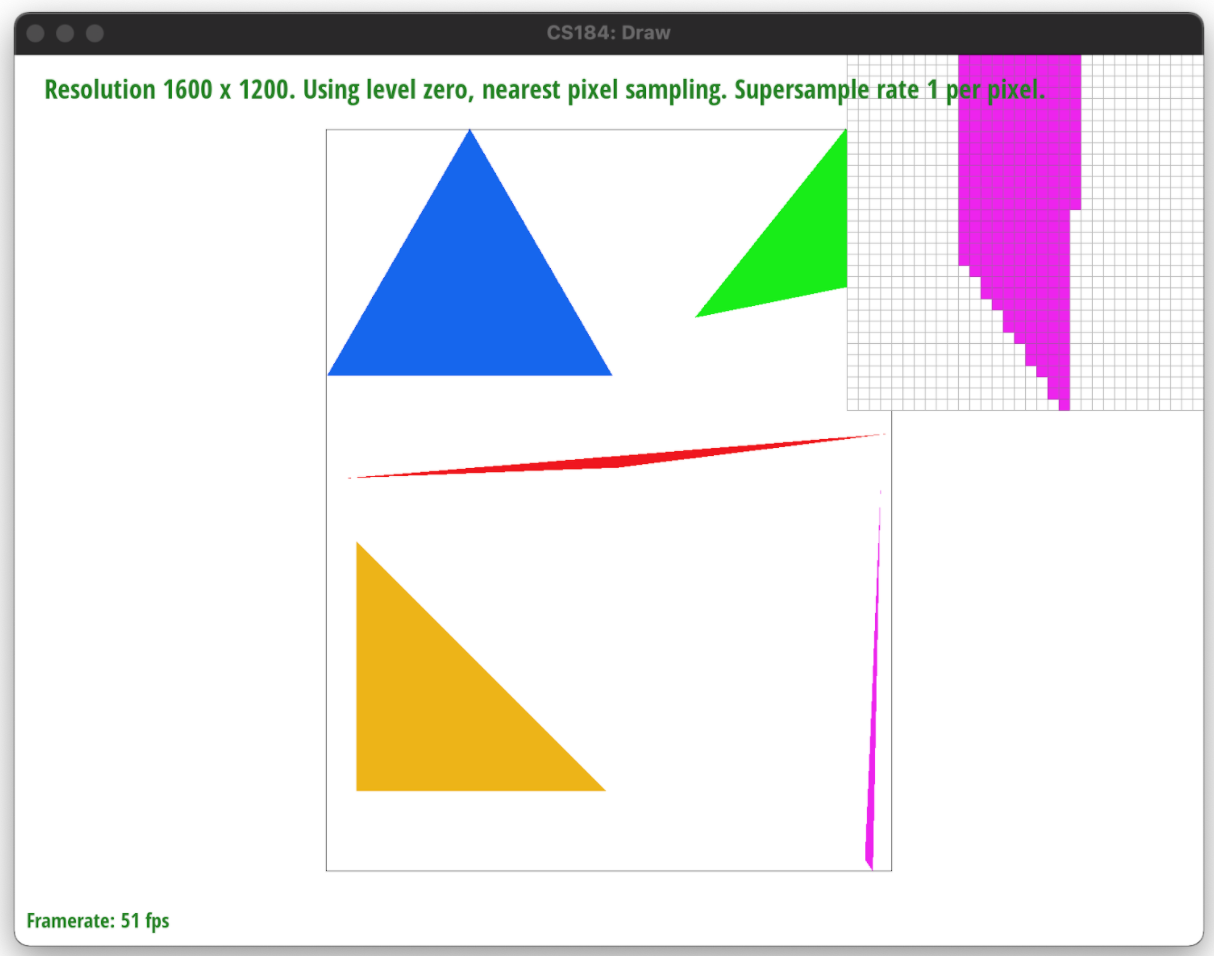 CS184: Draw
Resolution 1600 x 1200. Using level zero, nearest pixel sampling. Supersample rate 1 per pixel.
Framerate: 51 fps